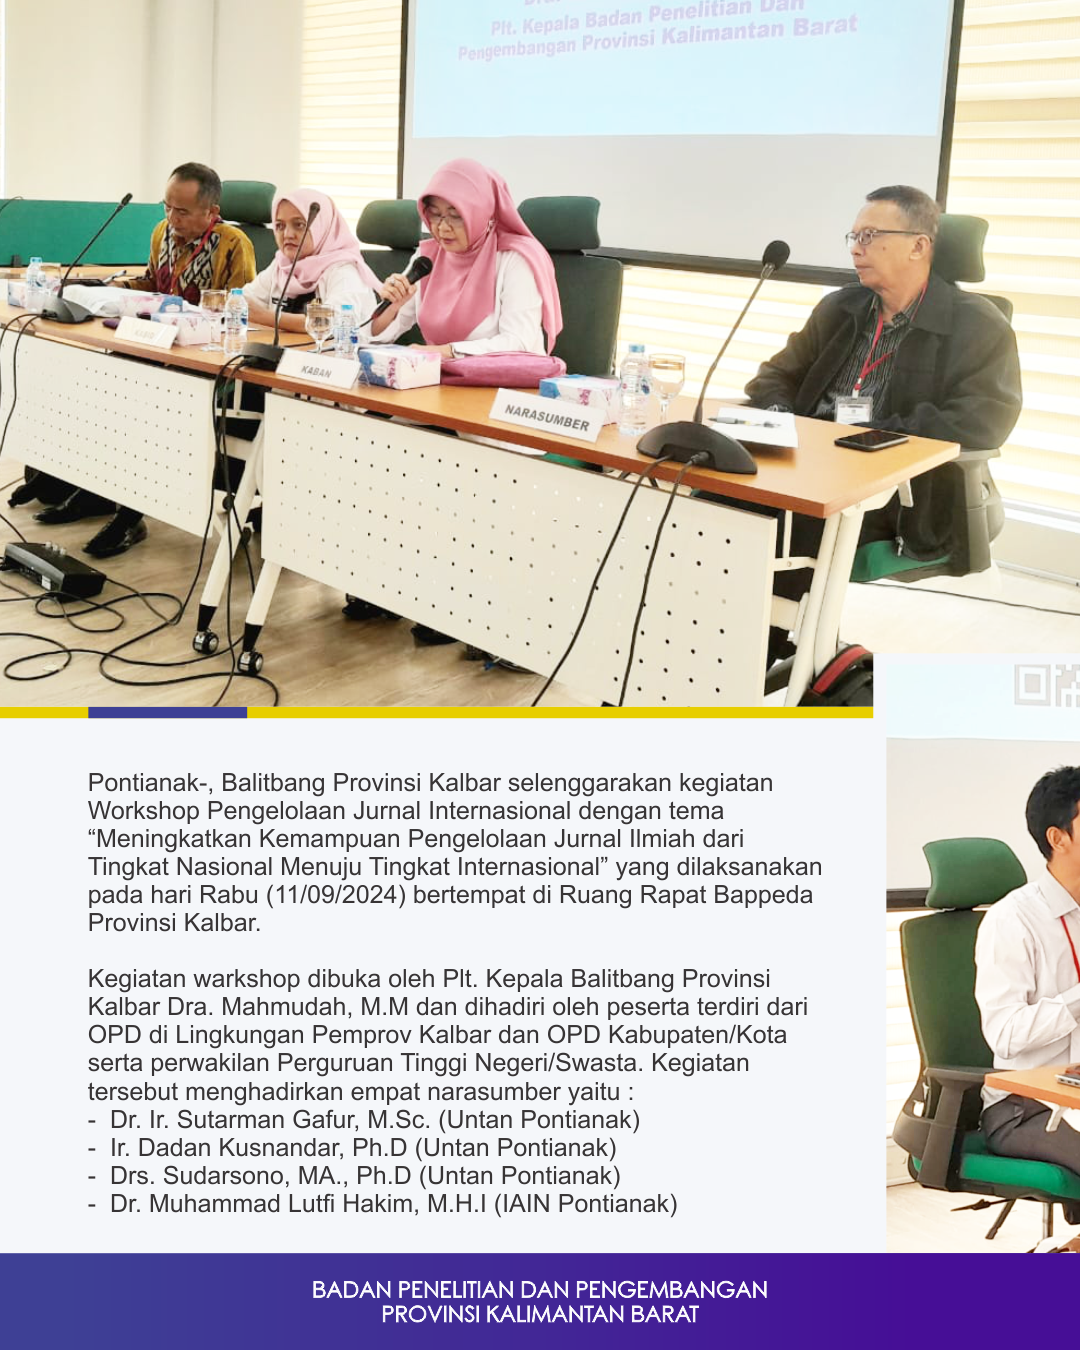 Plt. Kepala Badan Penelitian Dan
Pengembangan Provinsi Kalimantan Barat
KABAN
NARASUMBER
Pontianak-, Balitbang Provinsi Kalbar selenggarakan kegiatan
Workshop Pengelolaan Jurnal Internasional dengan tema
“Meningkatkan Kemampuan Pengelolaan Jurnal Ilmiah dari
Tingkat Nasional Menuju Tingkat Internasional” yang dilaksanakan
pada hari Rabu (11/09/2024) bertempat di Ruang Rapat Bappeda
Provinsi Kalbar.
Kegiatan warkshop dibuka oleh Plt. Kepala Balitbang Provinsi
Kalbar Dra. Mahmudah, M.M dan dihadiri oleh peserta terdiri dari
OPD di Lingkungan Pemprov Kalbar dan OPD Kabupaten/Kota
serta perwakilan Perguruan Tinggi Negeri/Swasta. Kegiatan
tersebut menghadirkan empat narasumber yaitu :
- Dr. Ir. Sutarman Gafur, M.Sc. (Untan Pontianak)
- Ir. Dadan Kusnandar, Ph.D (Untan Pontianak)
- Drs. Sudarsono, MA., Ph.D (Untan Pontianak)
- Dr. Muhammad Lutfi Hakim, M.H.I (IAIN Pontianak)
BADAN PENELITIAN DAN PENGEMBANGAN
PROVINSI KALIMANTAN BARAT